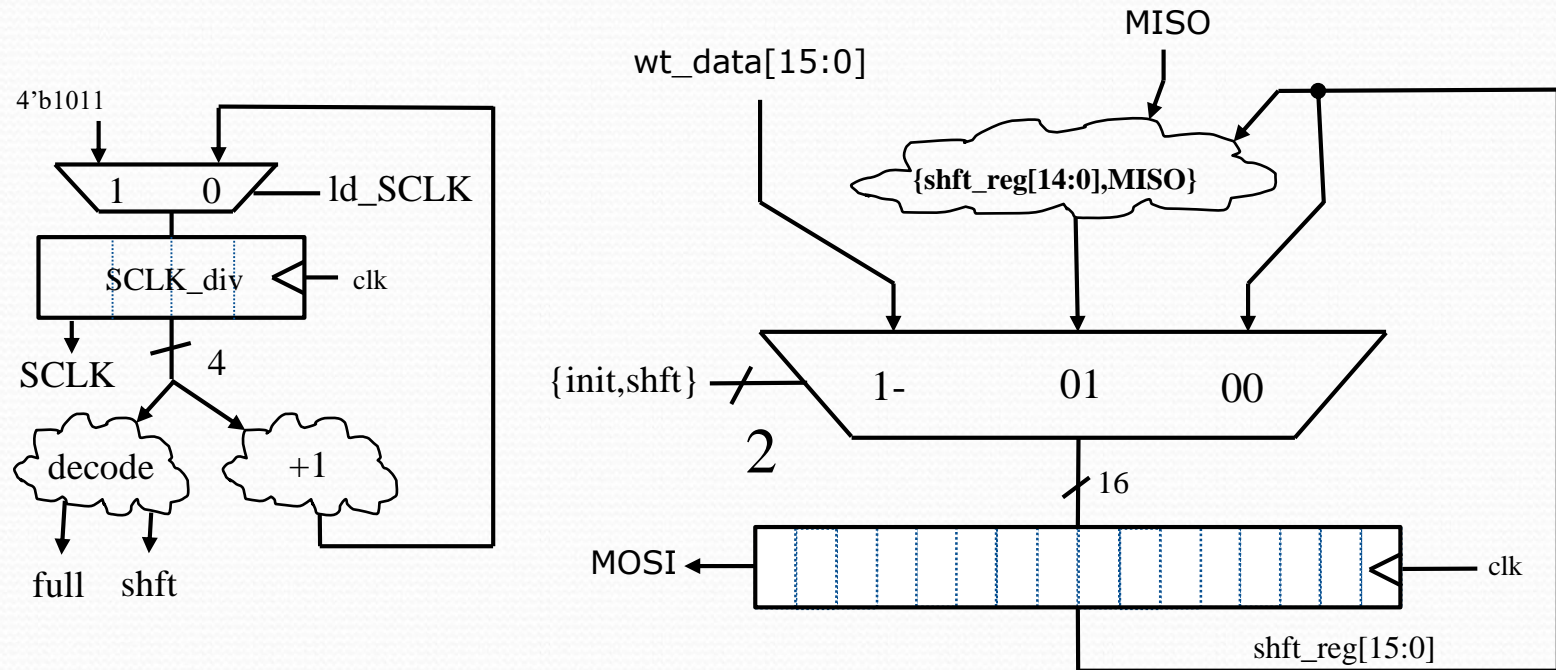 4’b1011
1 0
ld_SCLK
SCLK_div
clk
SCLK
4
decode
+1
full shft
MISO
wt_data[15:0]
{shft_reg[14:0],MISO}
{init,shft}
2
1- 01 00
16
MOSI
clk
shft_reg[15:0]